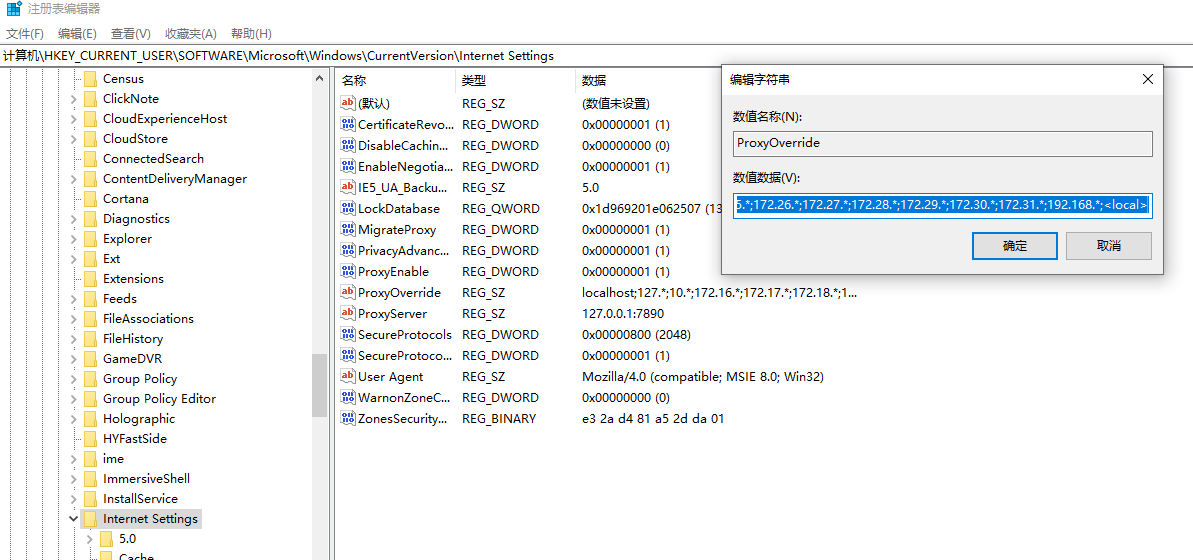 注册表编辑器
文件(F) 编辑(E) 查看(V) 收藏夹(A) 帮助(H)
计算机\HKEY_CURRENT_USER\SOFTWARE\Microsoft\Windows\CurrentVersion\Internet Settings
Census
ClickNote
CloudExperienceHost
CloudStore
ConnectedSearch
ContentDeliveryManager
Cortana
Diagnostics
Explorer
Ext
Extensions
Feeds
FileAssociations
FileHistory
GameDVR
Group Policy
Group Policy Editor
Holographic
HYFastSide
ime
ImmersiveShell
InstallService
Internet Settings
5.0
Cache
名称 类型 数据
(默认) REG_SZ (数值未设置)
CertificateRevo... REG_DWORD 0x00000001 (1)
DisableCachin... REG_DWORD 0x00000000 (0)
EnableNegotia... REG_DWORD 0x00000001 (1)
IE5_UA_Backu... REG_SZ 5.0
LockDatabase REG_QWORD 0x1d969201e062507 (13
MigrateProxy REG_DWORD 0x00000001 (1)
PrivacyAdvanc... REG_DWORD 0x00000001 (1)
ProxyEnable REG_DWORD 0x00000001 (1)
ProxyOverride REG_SZ localhost;127.*;10.*;172.16.*;172.17.*;172.18.*;1...
ProxyServer REG_SZ 127.0.0.1:7890
SecureProtocols REG_DWORD 0x00000800 (2048)
SecureProtoco... REG_DWORD 0x00000001 (1)
User Agent REG_SZ Mozilla/4.0 (compatible; MSIE 8.0; Win32)
WarnonZoneC... REG_DWORD 0x00000000 (0)
ZonesSecurity... REG_BINARY e3 2a d4 81 a5 2d da 01
编辑字符串
数值名称(N):
ProxyOverride
数值数据(V):
5.*;172.26.*;172.27.*;172.28.*;172.29.*;172.30.*;172.31.*;192.168.*;<local>
确定 取消